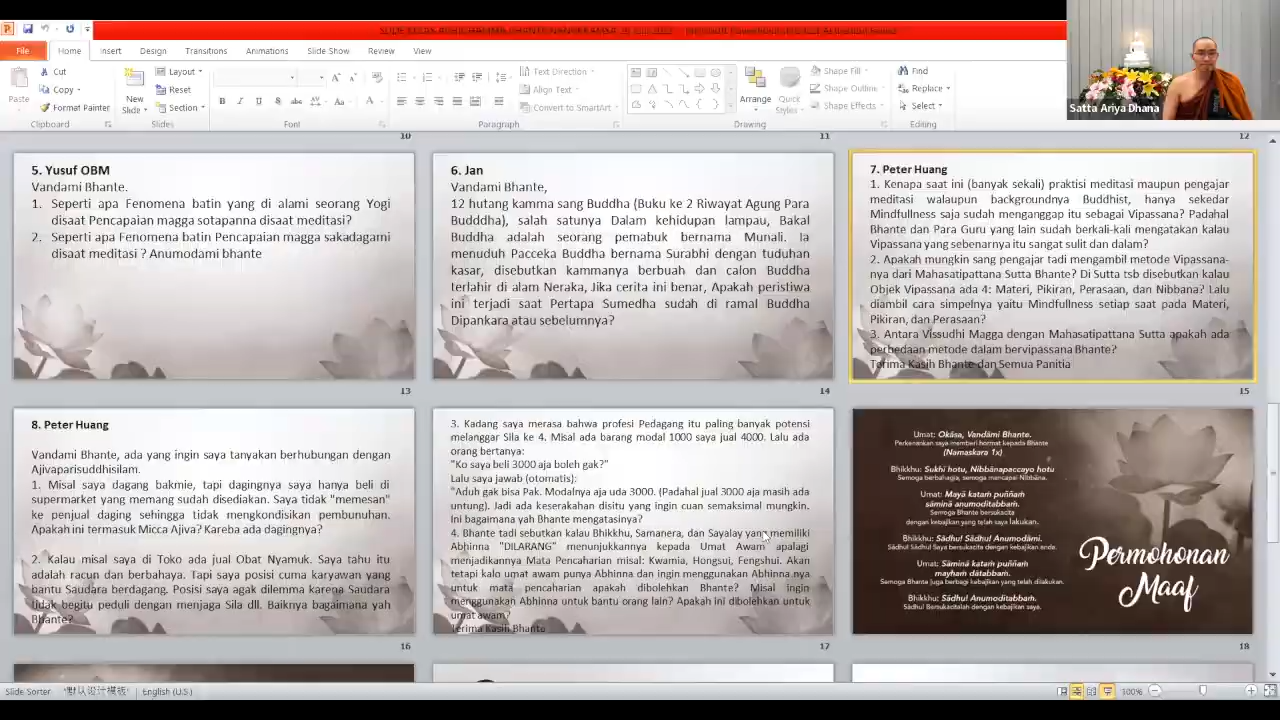 File
Home
Insert
Design
Transitions
Animations
Slide Show
Review
View
Cut
Copy
Format Painter
Paste
Clipboard
New
Slide
Layout
Reset
Section
Slides
Font
Text Direction
Align Text
Convert to SmartArt
Paragraph
Arrange
Quick
Styles
Shape Fill
Shape Outline
Shape Effects
Drawing
Find
Replace
Select
Editing
Satta Ariya Dhana
10
11
12
5. Yusuf OBM
Vandami Bhante.
1. Seperti apa Fenomena batin yang di alami seorang Yogi
disaat Pencapaian magga sotapanna disaat meditasi?
2. Seperti apa Fenomena batin Pencapaian magga sakadagami
disaat meditasi ? Anumodami bhante
13
6. Jan
Vandami Bhante,
12 hutang kamma sang Buddha (Buku ke 2 Riwayat Agung Para
Budddha), salah satunya Dalam kehidupan lampau, Bakal
Buddha adalah seorang pemabuk bernama Munali. Ia
menuduh Pacceka Buddha bernama Surabhi dengan tuduhan
kasar, disebutkan kammanya berbuah dan calon Buddha
terlahir di alam Neraka, Jika cerita ini benar, Apakah peristiwa
ini terjadi saat Pertapa Sumedha sudah di ramal Buddha
Dipankara atau sebelumnya?
14
7. Peter Huang
1. Kenapa saat ini (banyak sekali) praktisi meditasi maupun pengajar
meditasi walaupun backgroundnya Buddhist, hanya sekedar
Mindfullness saja sudah menganggap itu sebagai Vipassana? Padahal
Bhante dan Para Guru yang lain sudah berkali-kali mengatakan kalau
Vipassana yang sebenarnya itu sangat sulit dan dalam?
2. Apakah mungkin sang pengajar tadi mengambil metode Vipassana-
nya dari Mahasatipattana Sutta Bhante? Di Sutta tsb disebutkan kalau
Objek Vipassana ada 4: Materi, Pikiran, Perasaan, dan Nibbana? Lalu
diambil cara simpelnya yaitu Mindfullness setiap saat pada Materi,
Pikiran, dan Perasaan?
3. Antara Vissudhi Magga dengan Mahasatipattana Sutta apakah ada
perbedaan metode dalam bervipassana Bhante?
Terima Kasih Bhante dan Semua Panitia
15
8. Peter Huang
Vandami Bhante, ada yang ingin saya tanyakan berhubungan dengan
Ajivaparisuddhisilam.
1. Misal saya dagang bakmie, tapi dagingnya saya hanya beli di
supermarket yang memang sudah disediakan. Saya tidak "memesan"
ke penjual daging sehingga tidak mengkondisikan pembunuhan.
Apakah ini termasuk Micca Ajiva? Karena ada dagingnya?
2. Kalau misal saya di Toko ada jual Obat Nyamuk. Saya tahu itu
adalah racun dan berbahaya. Tapi saya posisi cuma karyawan yang
bantu Saudara berdagang. Posisi saya agak dilemma karena Saudara
tidak begitu peduli dengan menjaga Sila dll. Baiknya bagaimana yah
Bhante?
16
3. Kadang saya merasa bahwa profesi Pedagang itu paling banyak potensi
melanggar Sila ke 4. Misal ada barang modal 1000 saya jual 4000. Lalu ada
orang bertanya:
"Ko saya beli 3000 aja boleh gak?"
Lalu saya jawab (otomatis):
"Aduh gak bisa Pak. Modalnya aja uda 3000. (Padahal jual 3000 aja masih ada
untung). Jadi ada keserakahan disitu yang ingin cuan semaksimal mungkin.
Ini bagaimana yah Bhante mengatasinya?
4. Bhante tadi sebutkan kalau Bhikkhu, Samanera, dan Sayalay yang memiliki
Abhinna "DILARANG" menunjukkannya kepada Umat Awam apalagi
menjadikannya Mata Pencaharian misal: Kwamia, Hongsui, Fengshui. Akan
tetapi kalo umat awam punya Abhinna dan ingin menggunakan Abhinna nya
untuk mata pencaharian apakah dibolehkan Bhante? Misal ingin
menggunakan Abhinna untuk bantu orang lain? Apakah ini dibolehkan untuk
umat awam?
Terima Kasih Bhante
17
Umat: Okāsa, Vandāmi Bhante.
Perkenankan saya memberi hormat kepada Bhante
(Namaskara 1x)
Bhikkhu: Sukhi hotu, Nibbānapaccayo hotu
Semoga berbahagia, semoga mencapai Nibbāna.
Umat: Mayā kataṁ puññaṁ
sāminā anumoditabbaṁ.
Semoga Bhante bersukacita
dengan kebajikan yang telah saya lakukan.
Bhikkhu: Sādhu! Sādhu! Anumodāmi.
Sādhu! Sādhu! Saya bersukacita dengan kebajikan anda.
Umat: Sāminā kataṁ puññaṁ
mayhaṁ dātabbaṁ.
Semoga Bhante juga berbagi kebajikan yang telah dilakukan.
Bhikkhu: Sādhu! Anumoditabbaṁ.
Sādhu! Bersukacitalah dengan kebajikan saya.
Permohonan
Maaf
18
Slide Sorter
"默认设计模板"
English (U.S.)
100%